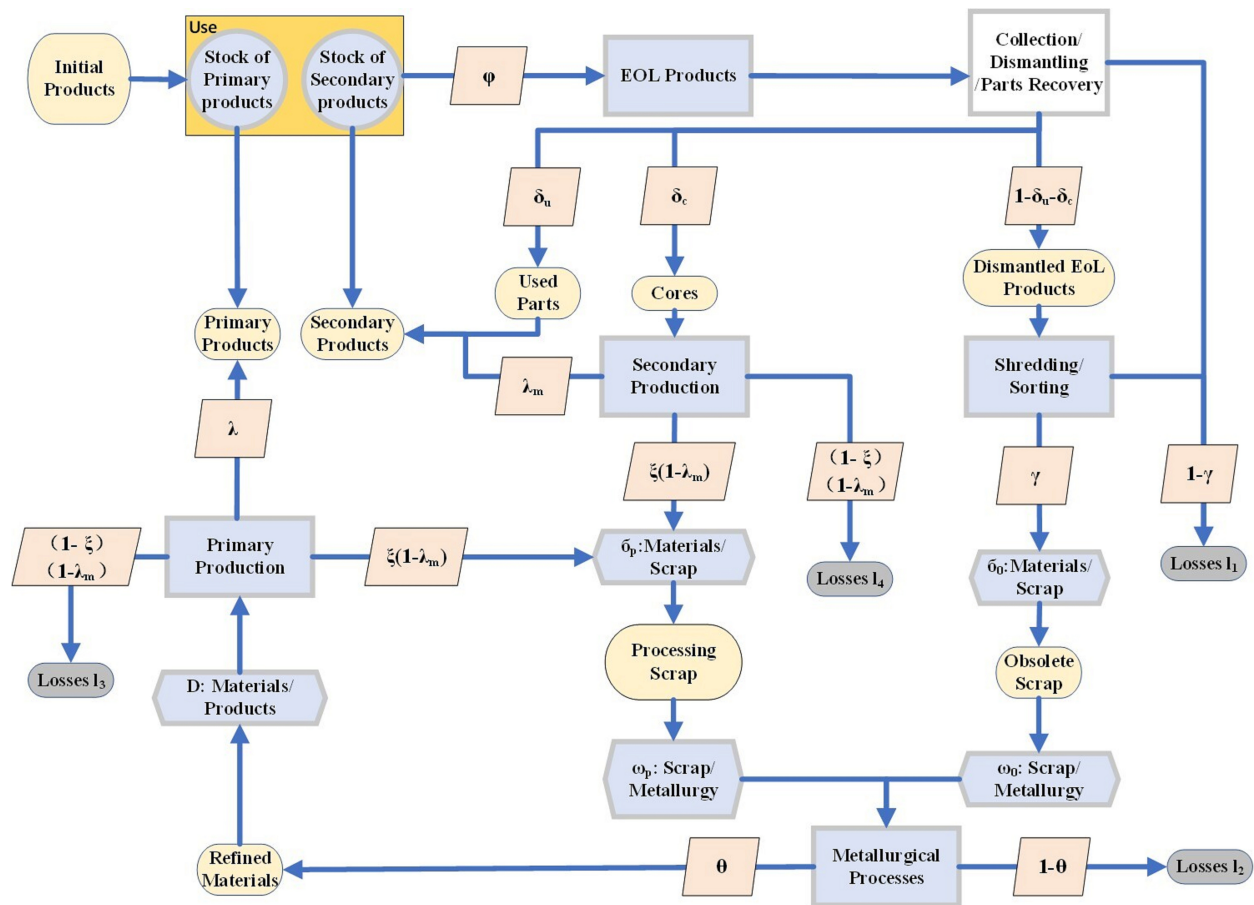 Use
Initial
Products
Stock of
Primary
products
Stock of
Secondary
products
φ
EOL Products
Collection/
Dismantling
/Parts Recovery
δu
δc
1-δu-δc
Used
Parts
Cores
Dismantled EoL
Products
Primary
Products
Secondary
Products
λm
Secondary
Production
Shredding/
Sorting
λ
ξ(1-λm)
（1- ξ）
（1-λm）
γ
1-γ
（1- ξ）
（1-λm）
Primary
Production
ξ(1-λm)
б p:Materials/
Scrap
Losses l4
б0:Materials/
Scrap
Losses l1
Losses l3
D: Materials/
Products
Processing
Scrap
Obsolete
Scrap
ωp: Scrap/
Metallurgy
ω0: Scrap/
Metallurgy
Refined
Materials
θ
Metallurgical
Processes
1-θ
Losses l2